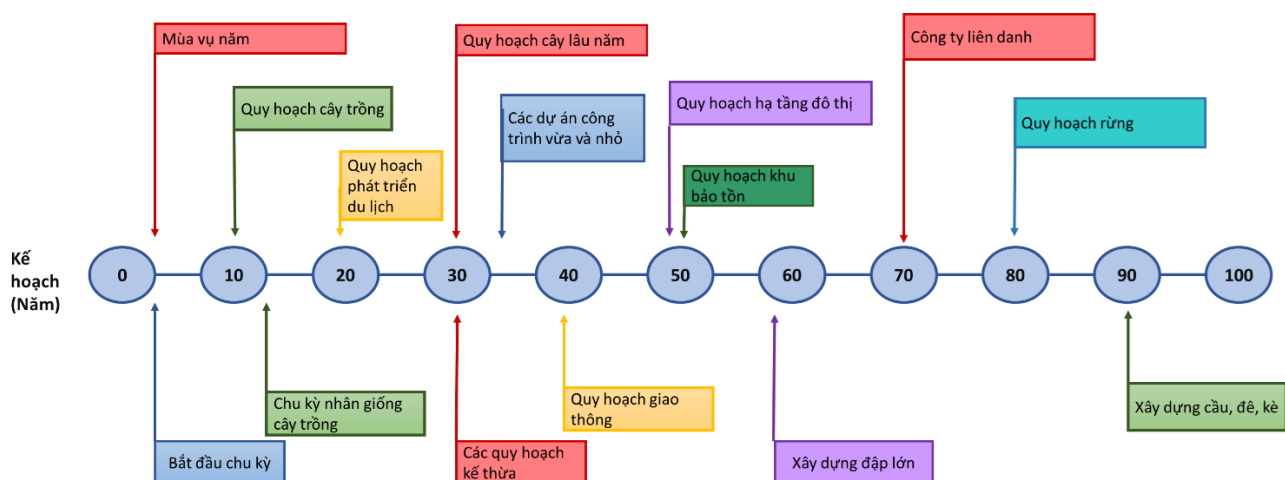 Mùa vụ năm
Quy hoạch cây lâu năm
Công ty liên danh
Quy hoạch cây trồng
Các dự án công
trình vừa và nhỏ
Quy hoạch hạ tầng đô thị
Quy hoạch rừng
Quy hoạch
phát triển
du lịch
Quy hoạch khu
bảo tồn
Kế
hoạch
(Năm)
0 10 20 30 40 50 60 70 80 90 100
Chu kỳ nhân giống
cây trồng
Quy hoạch giao
thông
Xây dựng cầu, đê, kè
Bắt đầu chu kỳ
Các quy hoạch
kế thừa
Xây dựng đập lớn